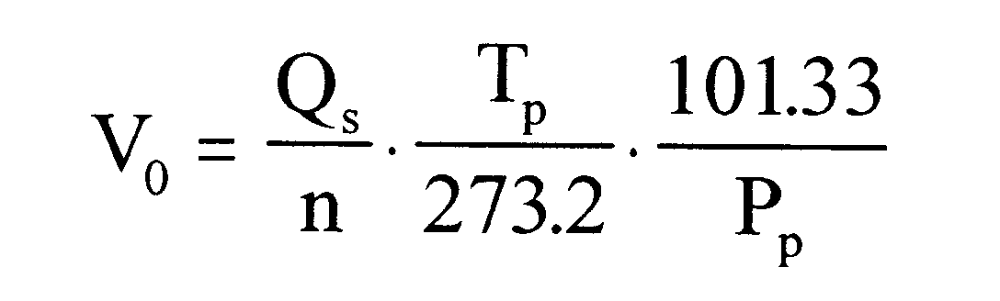 V₀ = Qₛ/n · Tₚ/273.2 · 101.33/Pₚ